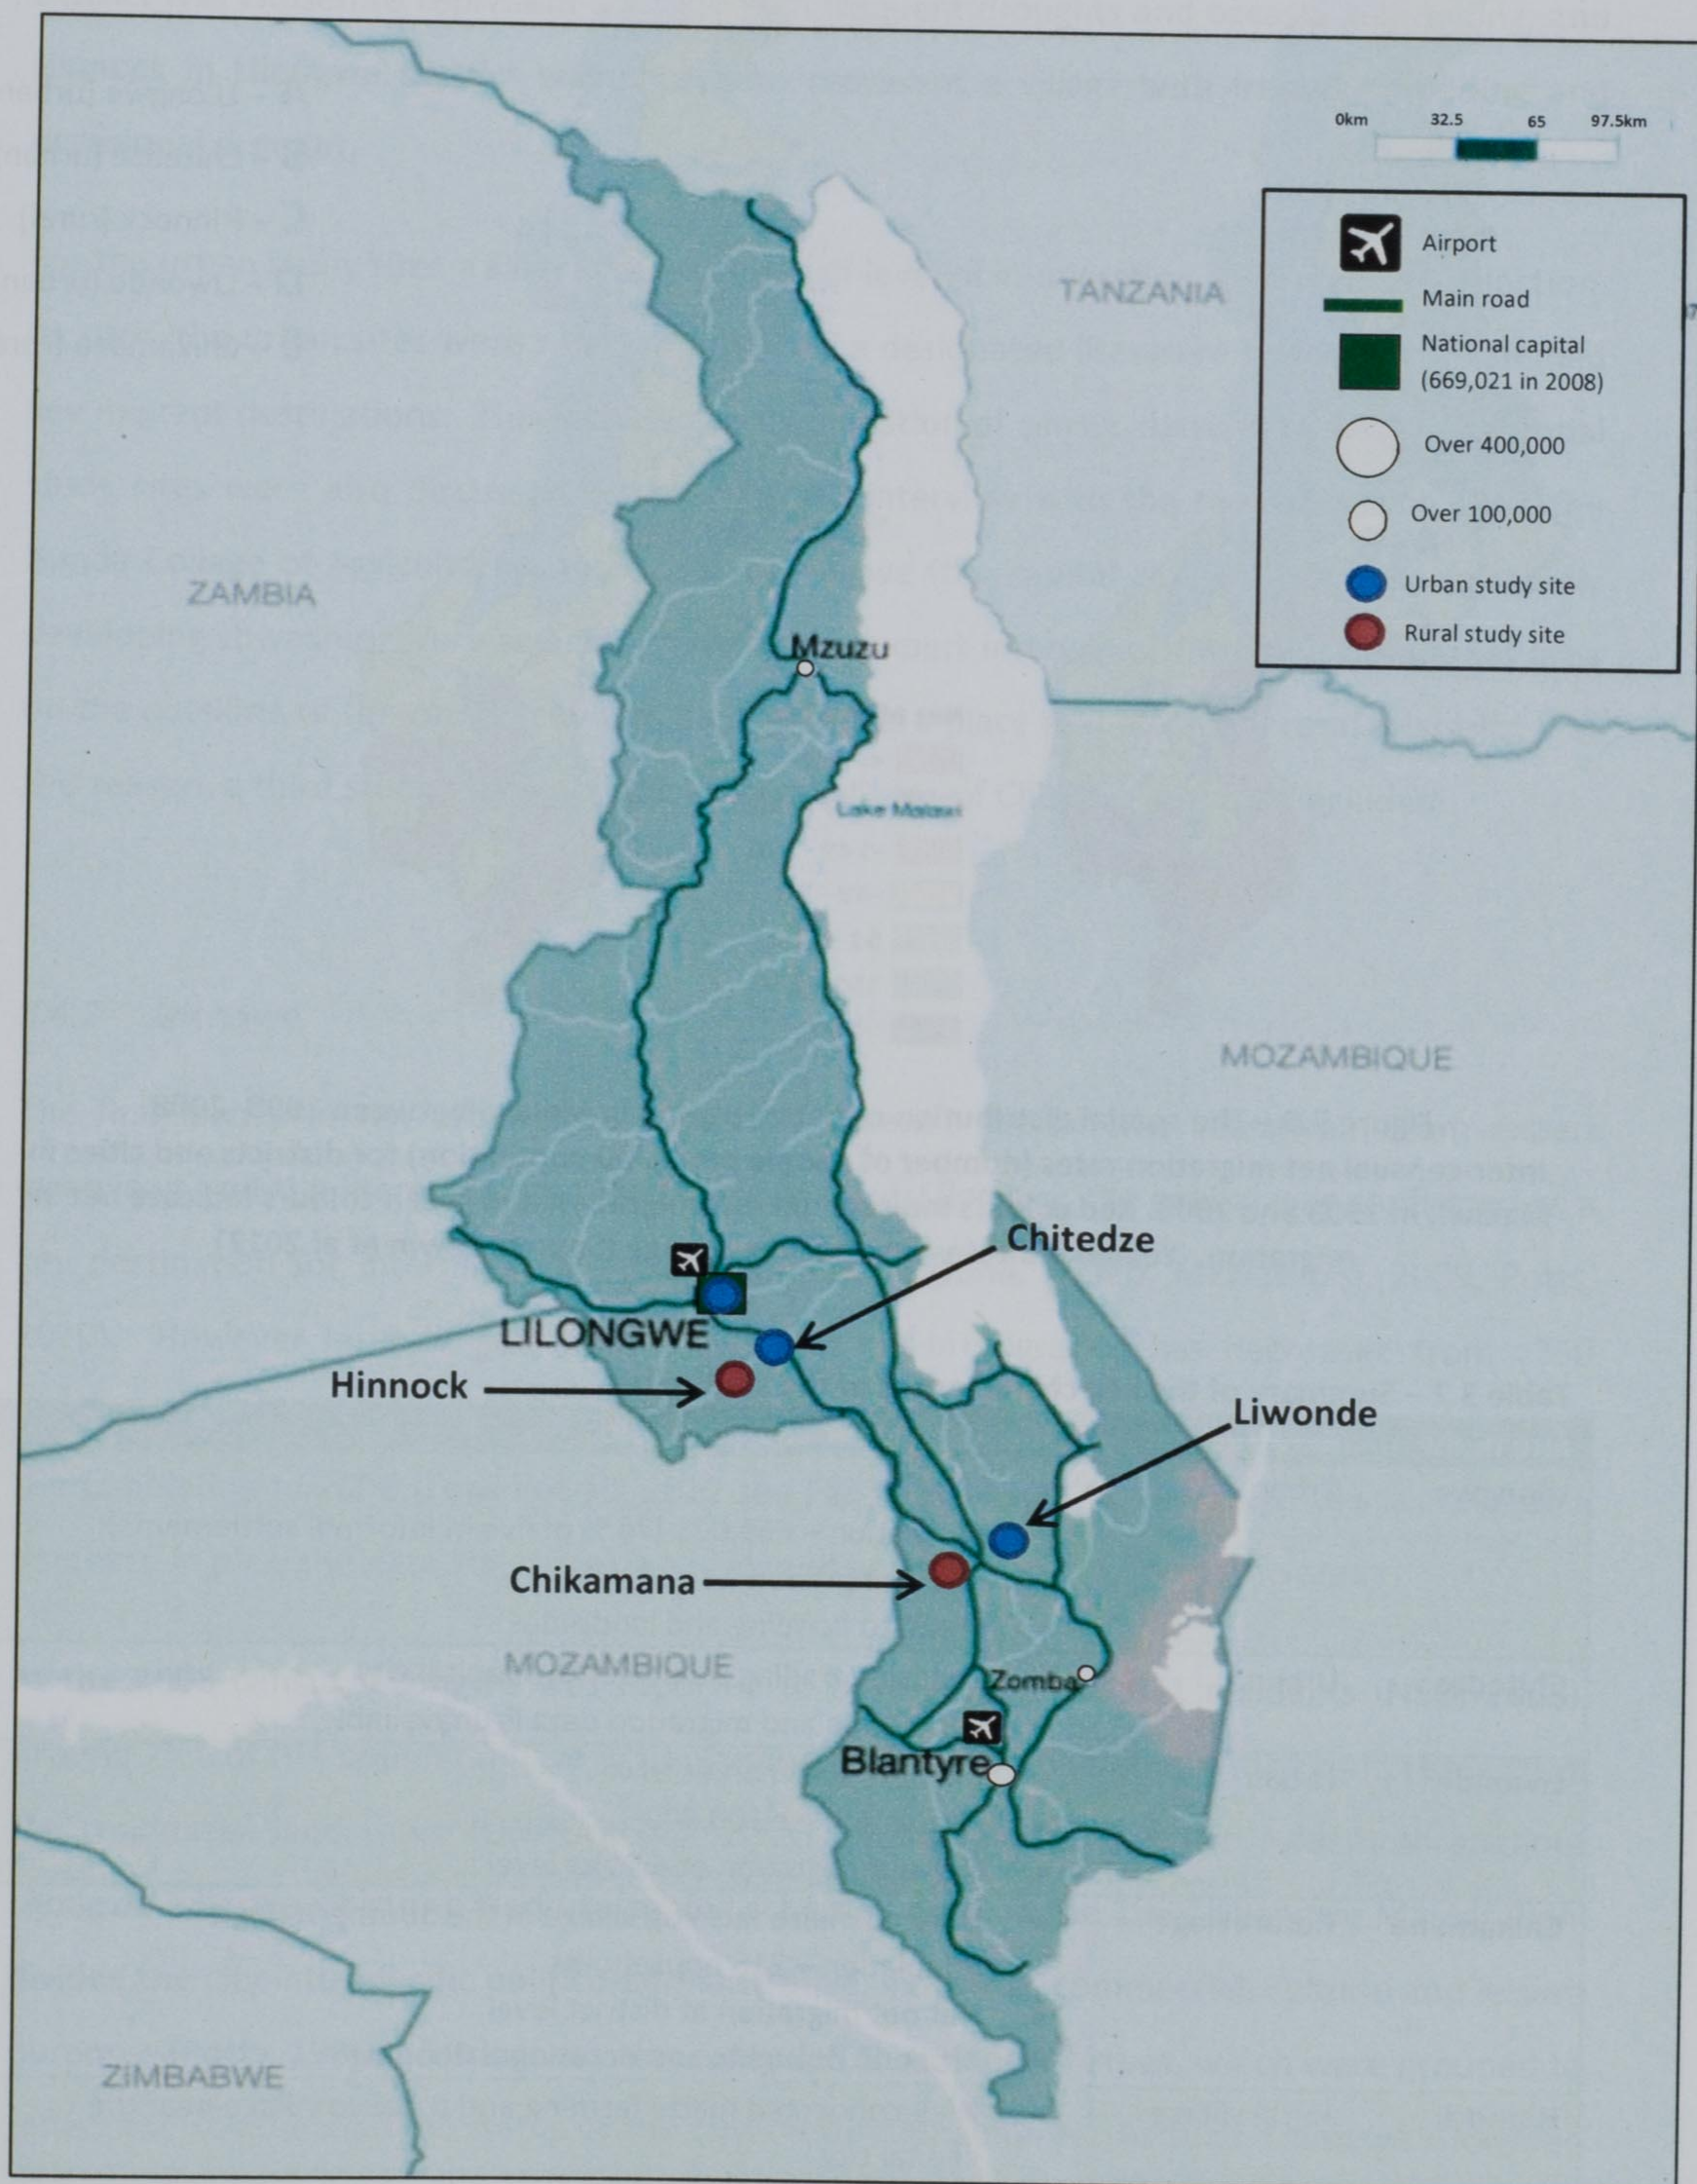 0km 32.5 65 97.5km
Airport
Main road
National capital
(669,021 in 2008)
Over 400,000
Over 100,000
Urban study site
Rural study site
TANZANIA
ZAMBIA
Mzuzu
Lake Malawi
MOZAMBIQUE
Chitedze
LILONGWE
Hinnock
Liwonde
Chikamana
MOZAMBIQUE
Zomba
Blantyre
ZIMBABWE